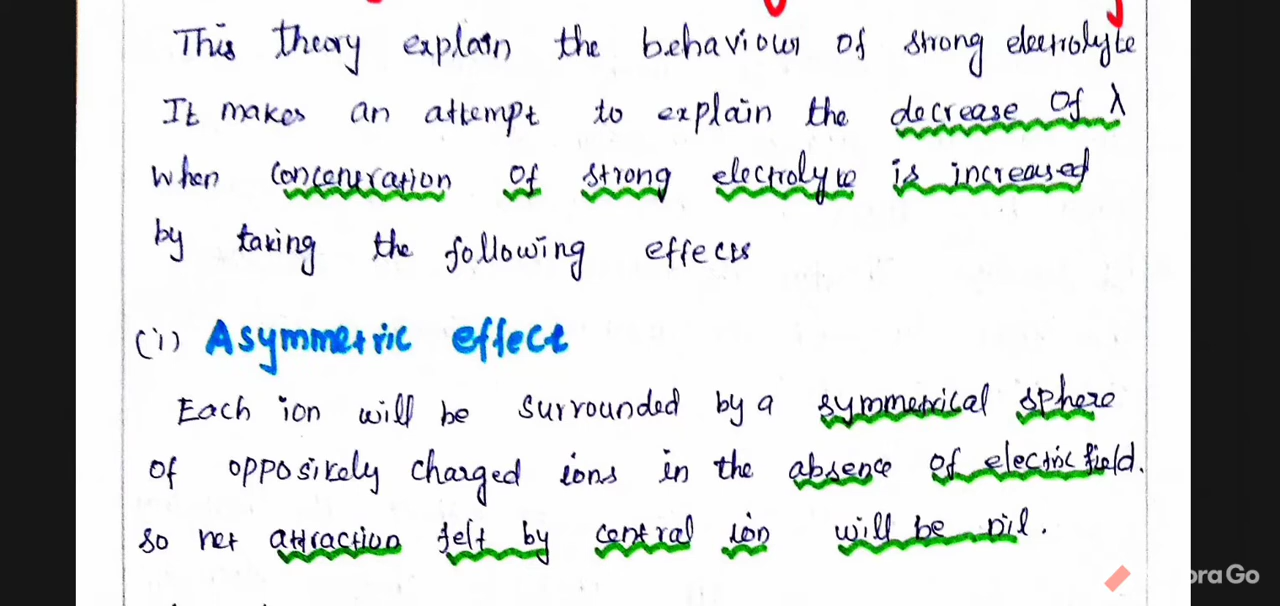 This theory explain the behaviour of strong electrolyte
It makes an attempt to explain the decrease of λ
when concentration of strong electrolyte is increased
by taking the following effects
(i) Asymmetric effect
Each ion will be surrounded by a symmetrical sphere
of oppositely charged ions in the absence of electric field.
so net attraction felt by central ion will be nil.
Go